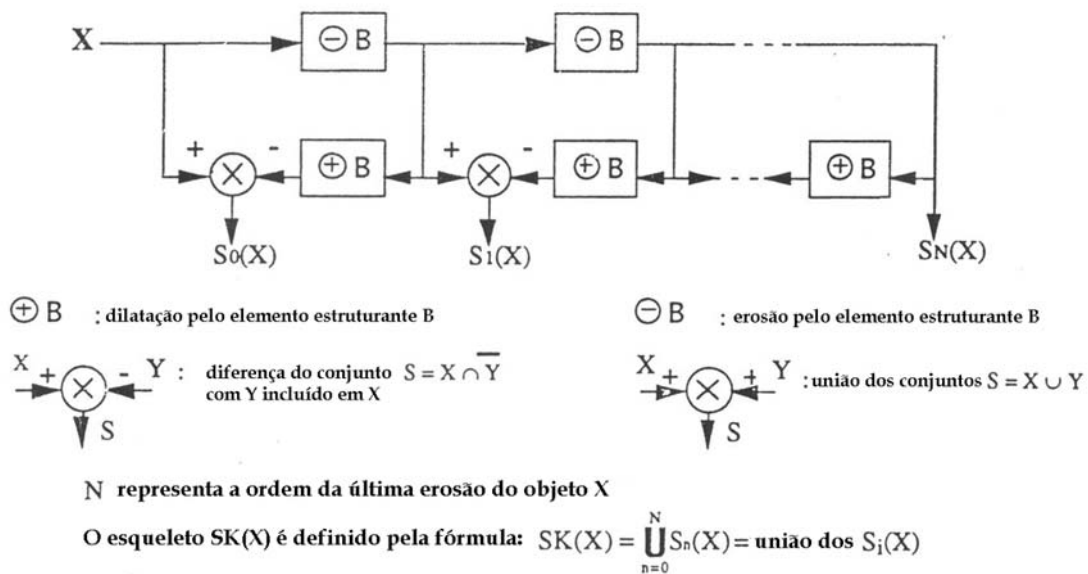 X
⊖ B
⊖ B
+
-
+
-
⊕ B
⊕ B
⊕ B
S0(X)
S1(X)
SN(X)
⊕ B : dilatação pelo elemento estruturante B
⊖ B : erosão pelo elemento estruturante B
X + - Y : diferença do conjunto S = X ∩ Y̅
com Y incluído em X
S
X + + Y : união dos conjuntos S = X ∪ Y
S
N representa a ordem da última erosão do objeto X
O esqueleto SK(X) é definido pela fórmula: SK(X) = ⋃ₙ₌₀ᴺ Sn(X) = união dos Si(X)